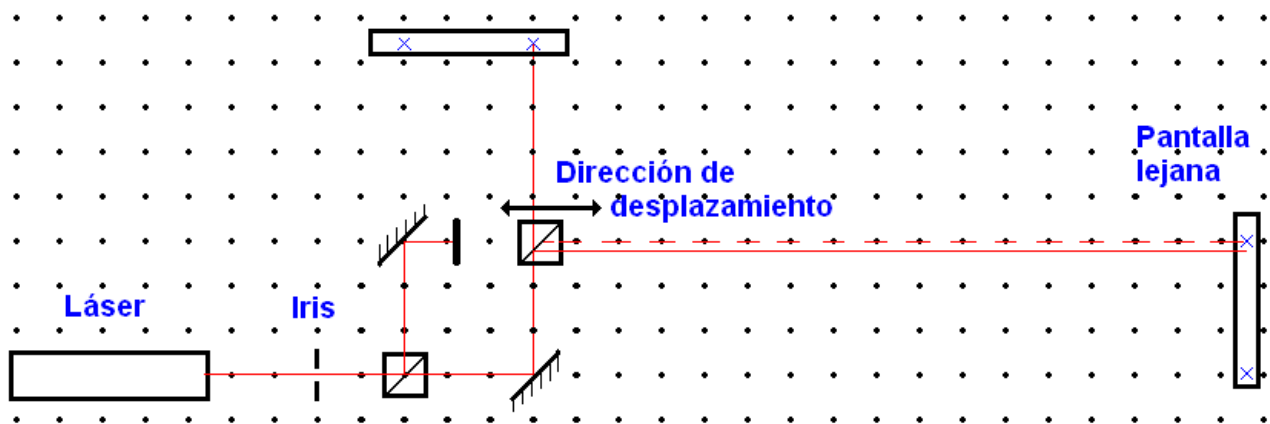 Pantalla
lejana
Dirección de
desplazamiento
Láser
Iris